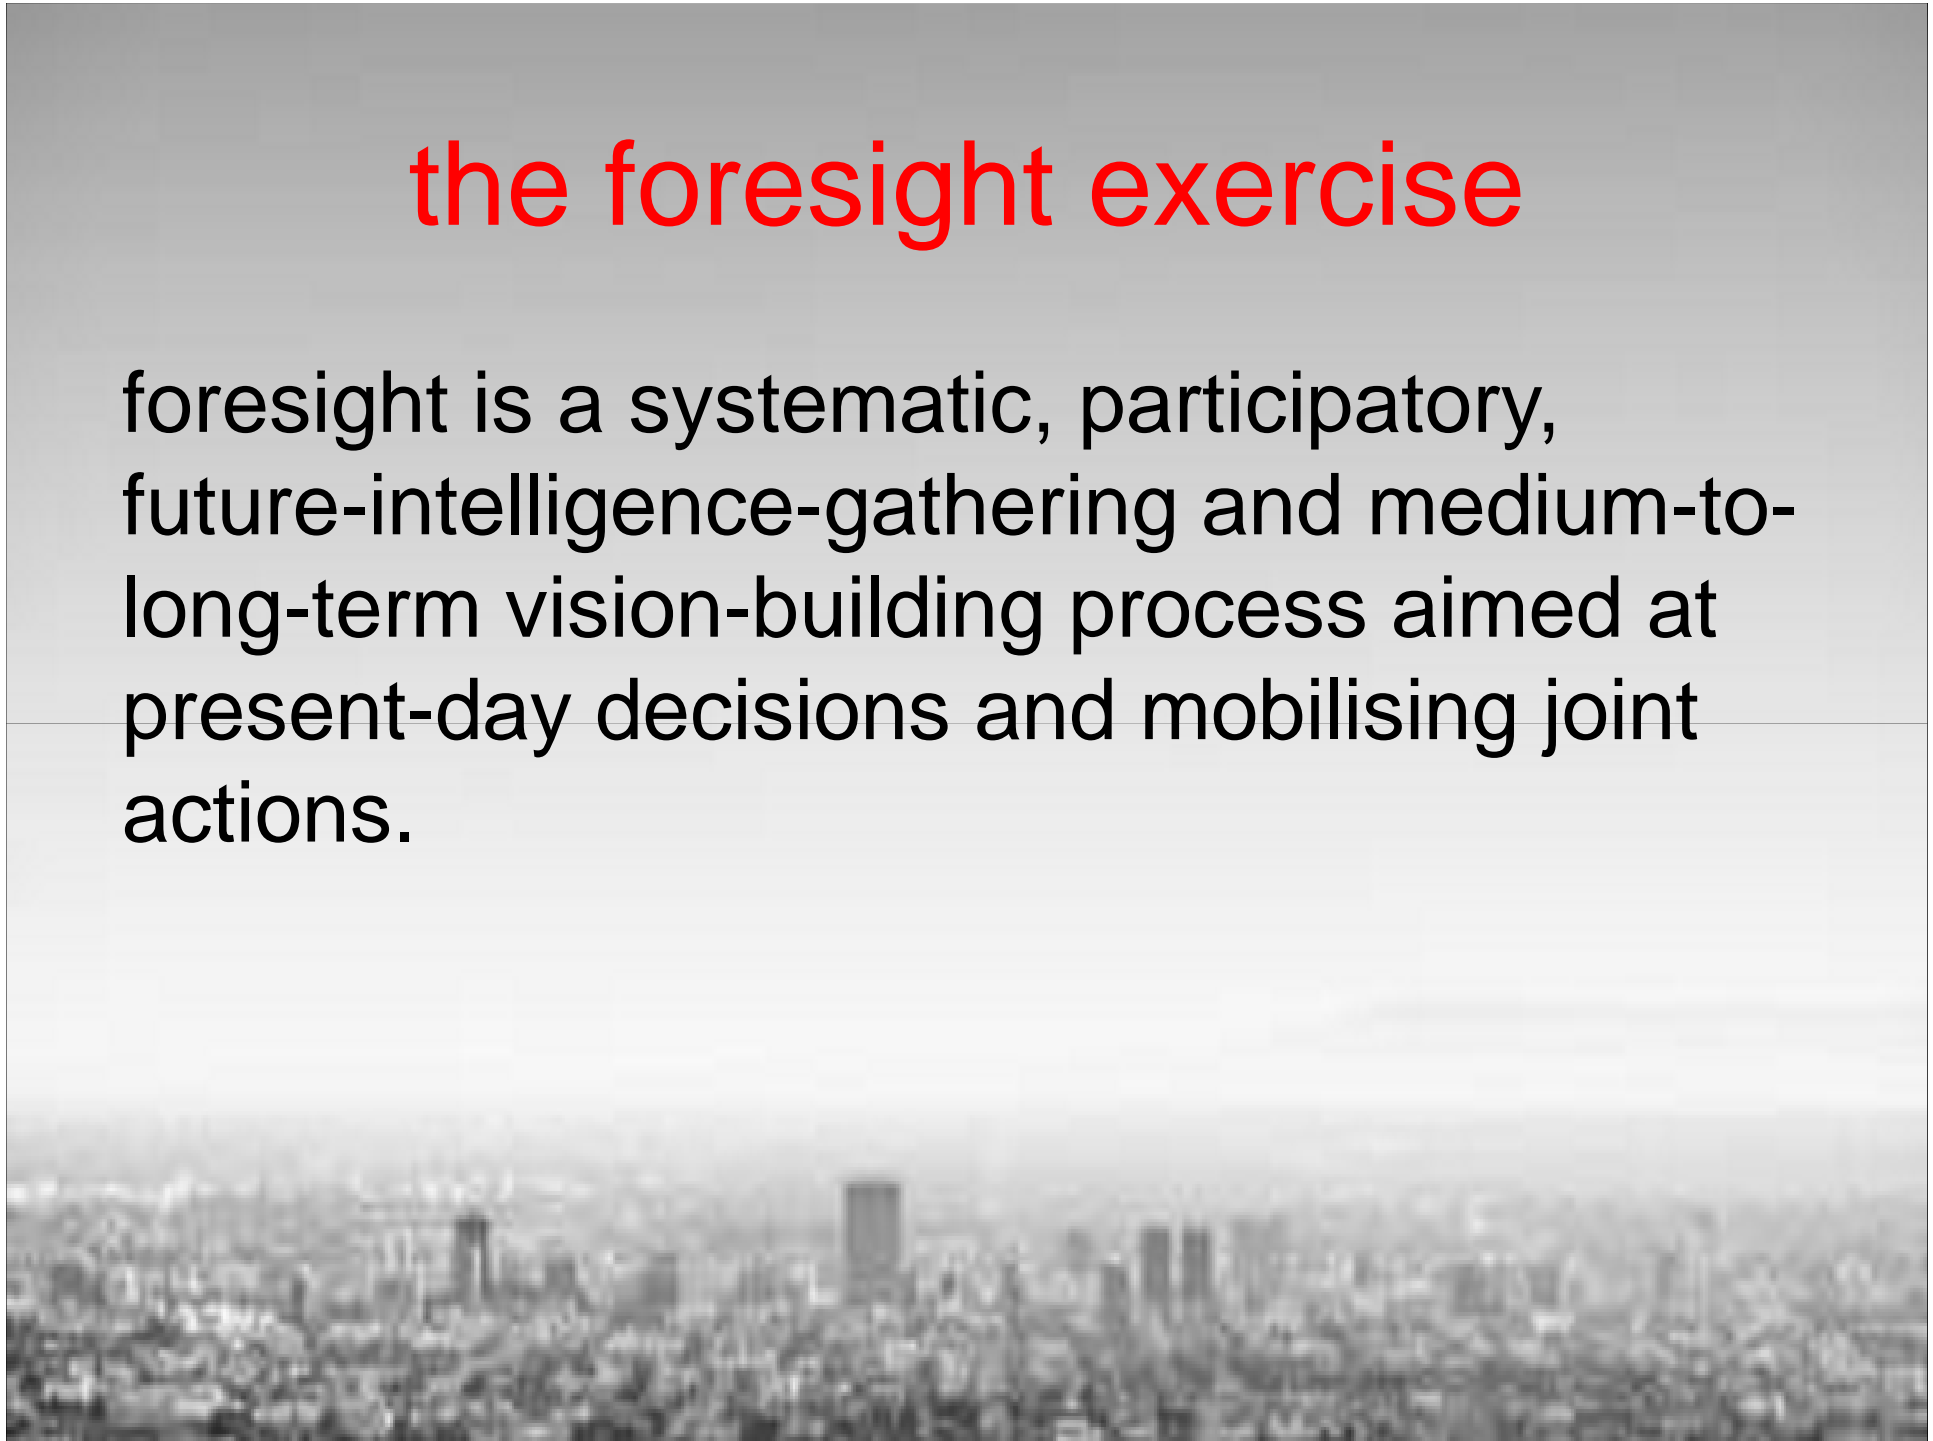 the foresight exercise
foresight is a systematic, participatory,
future-intelligence-gathering and medium-to-
long-term vision-building process aimed at
present-day decisions and mobilising joint
actions.